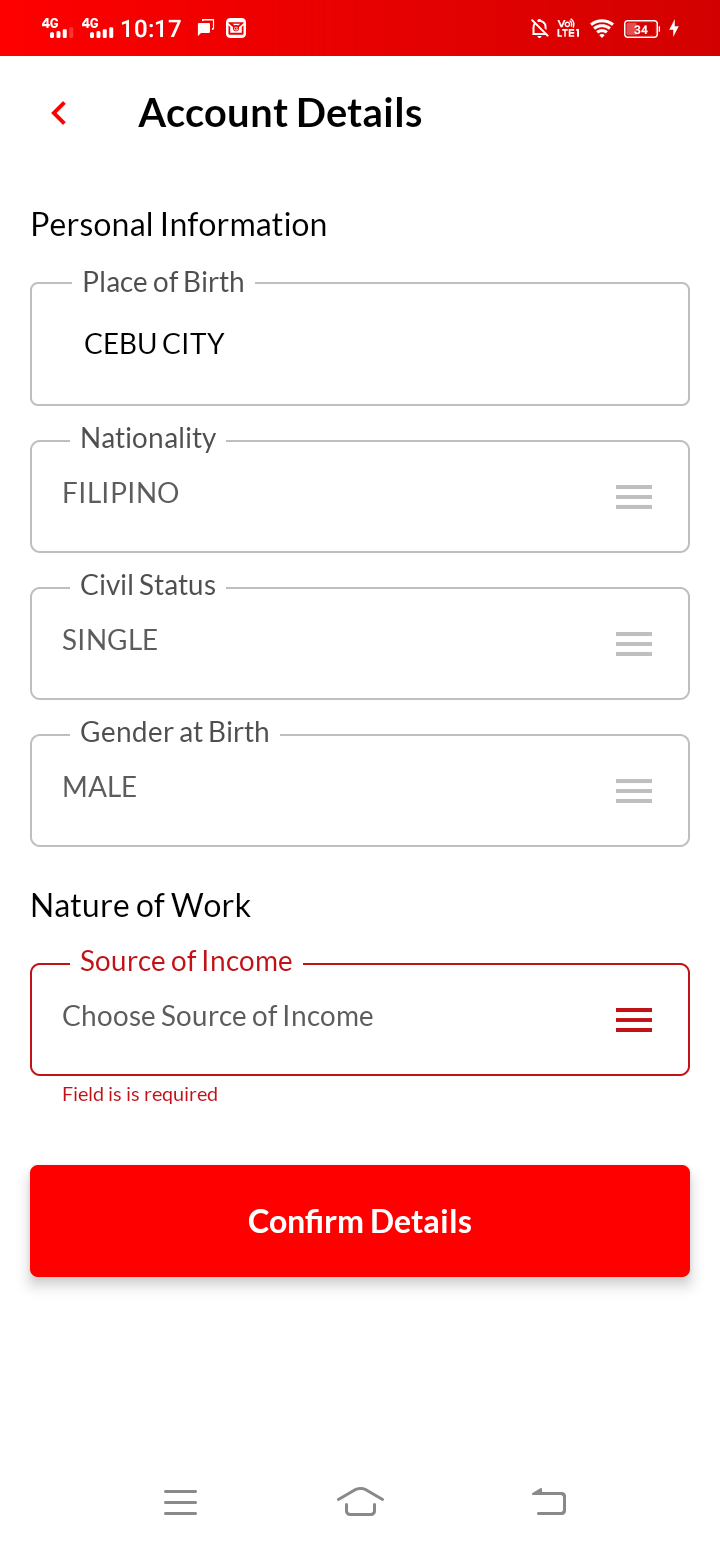 4G 4G 10:17 Vo) LTE1 34
Account Details
Personal Information
Place of Birth
CEBU CITY
Nationality
FILIPINO
Civil Status
SINGLE
Gender at Birth
MALE
Nature of Work
Source of Income
Choose Source of Income
Field is is required
Confirm Details